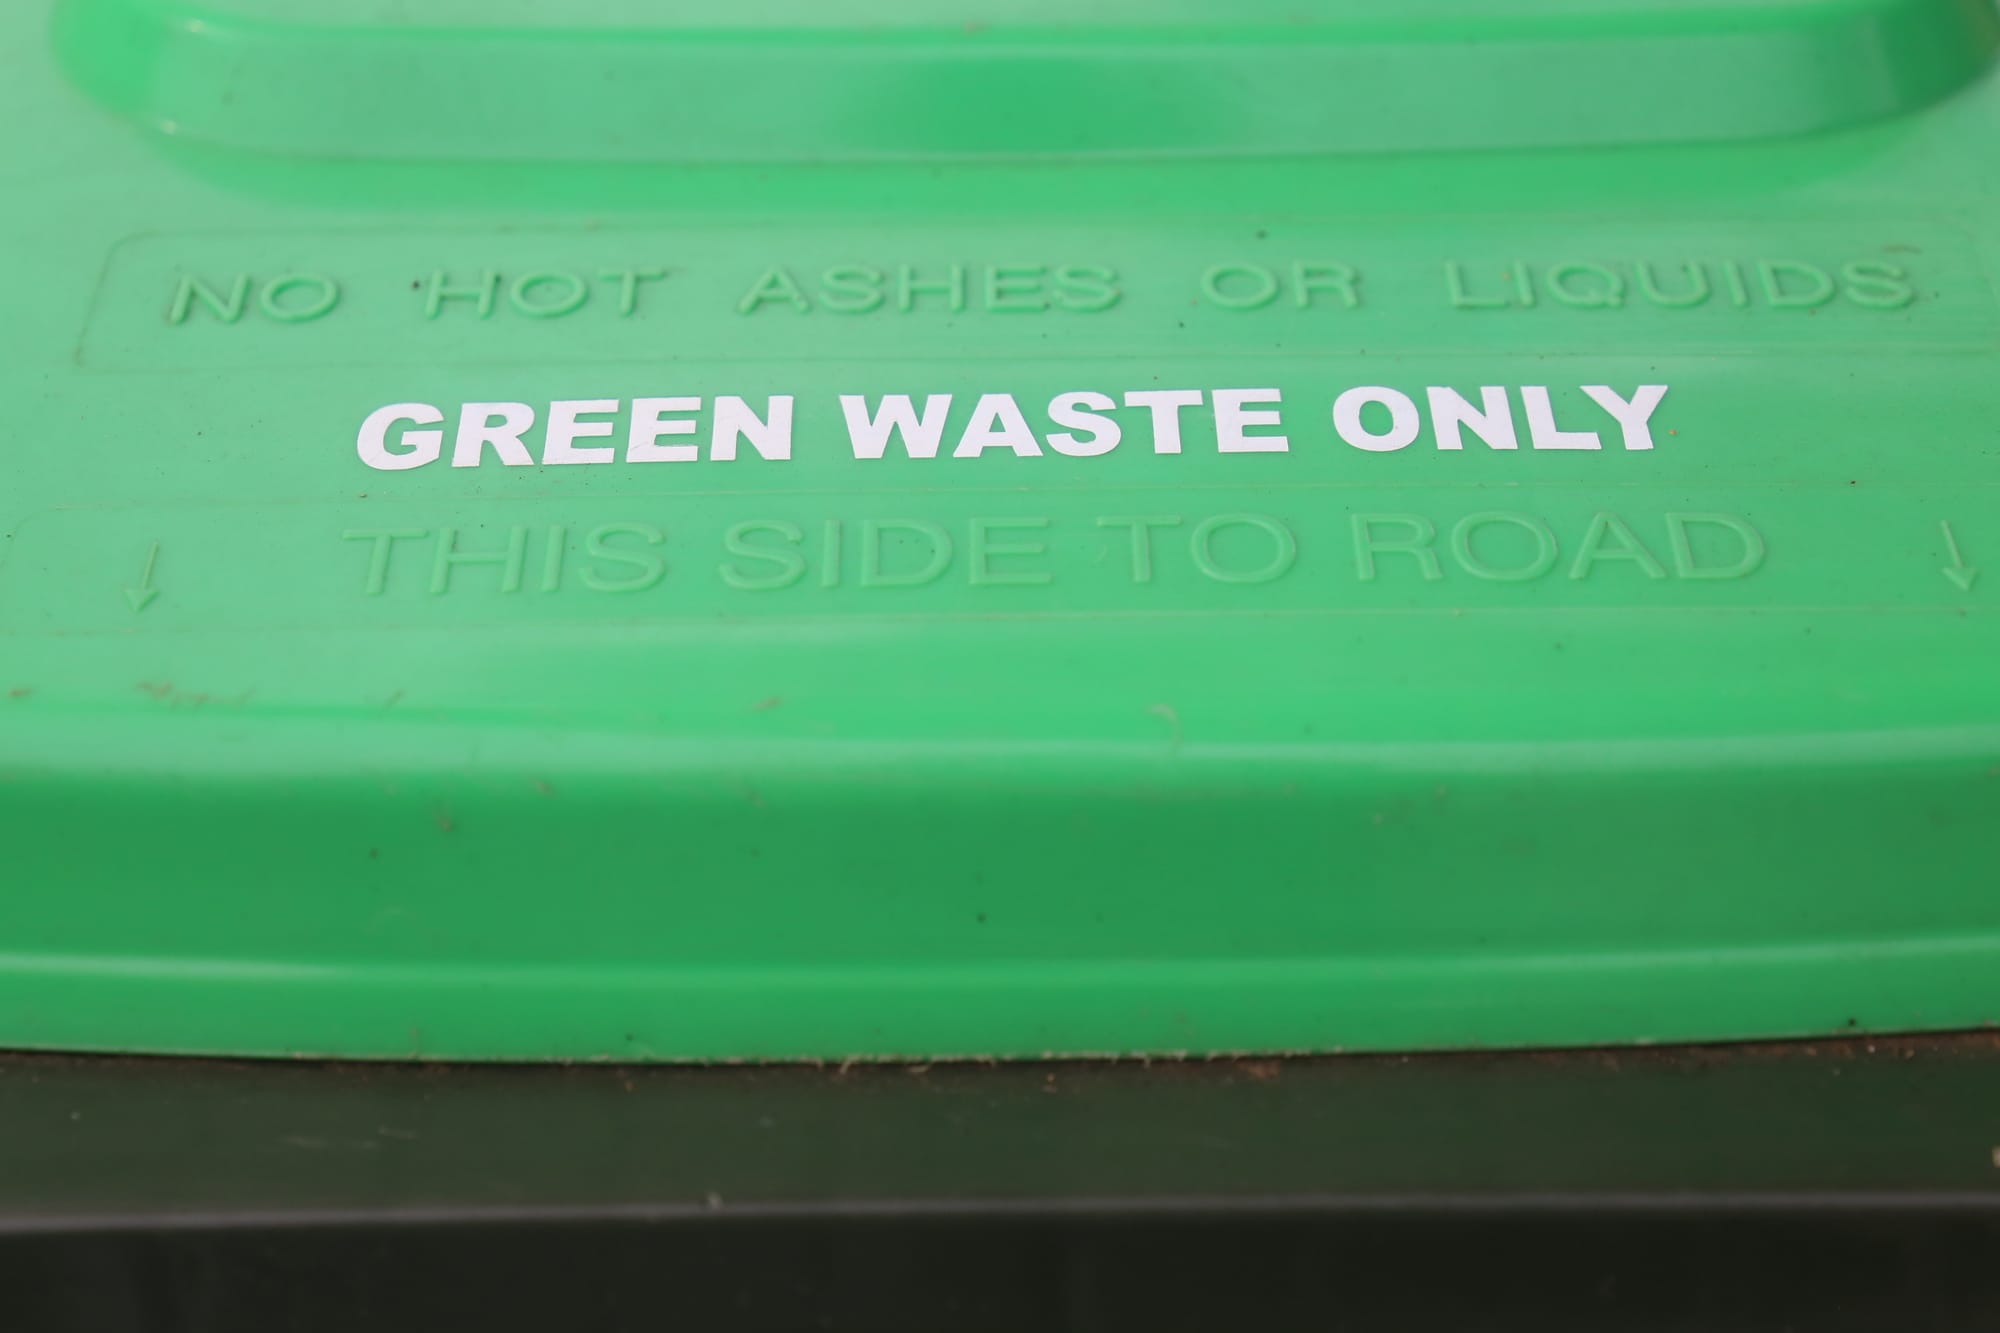 NO HOT ASHES OR LIQUIDS
GREEN WASTE ONLY
THIS SIDE TO ROAD